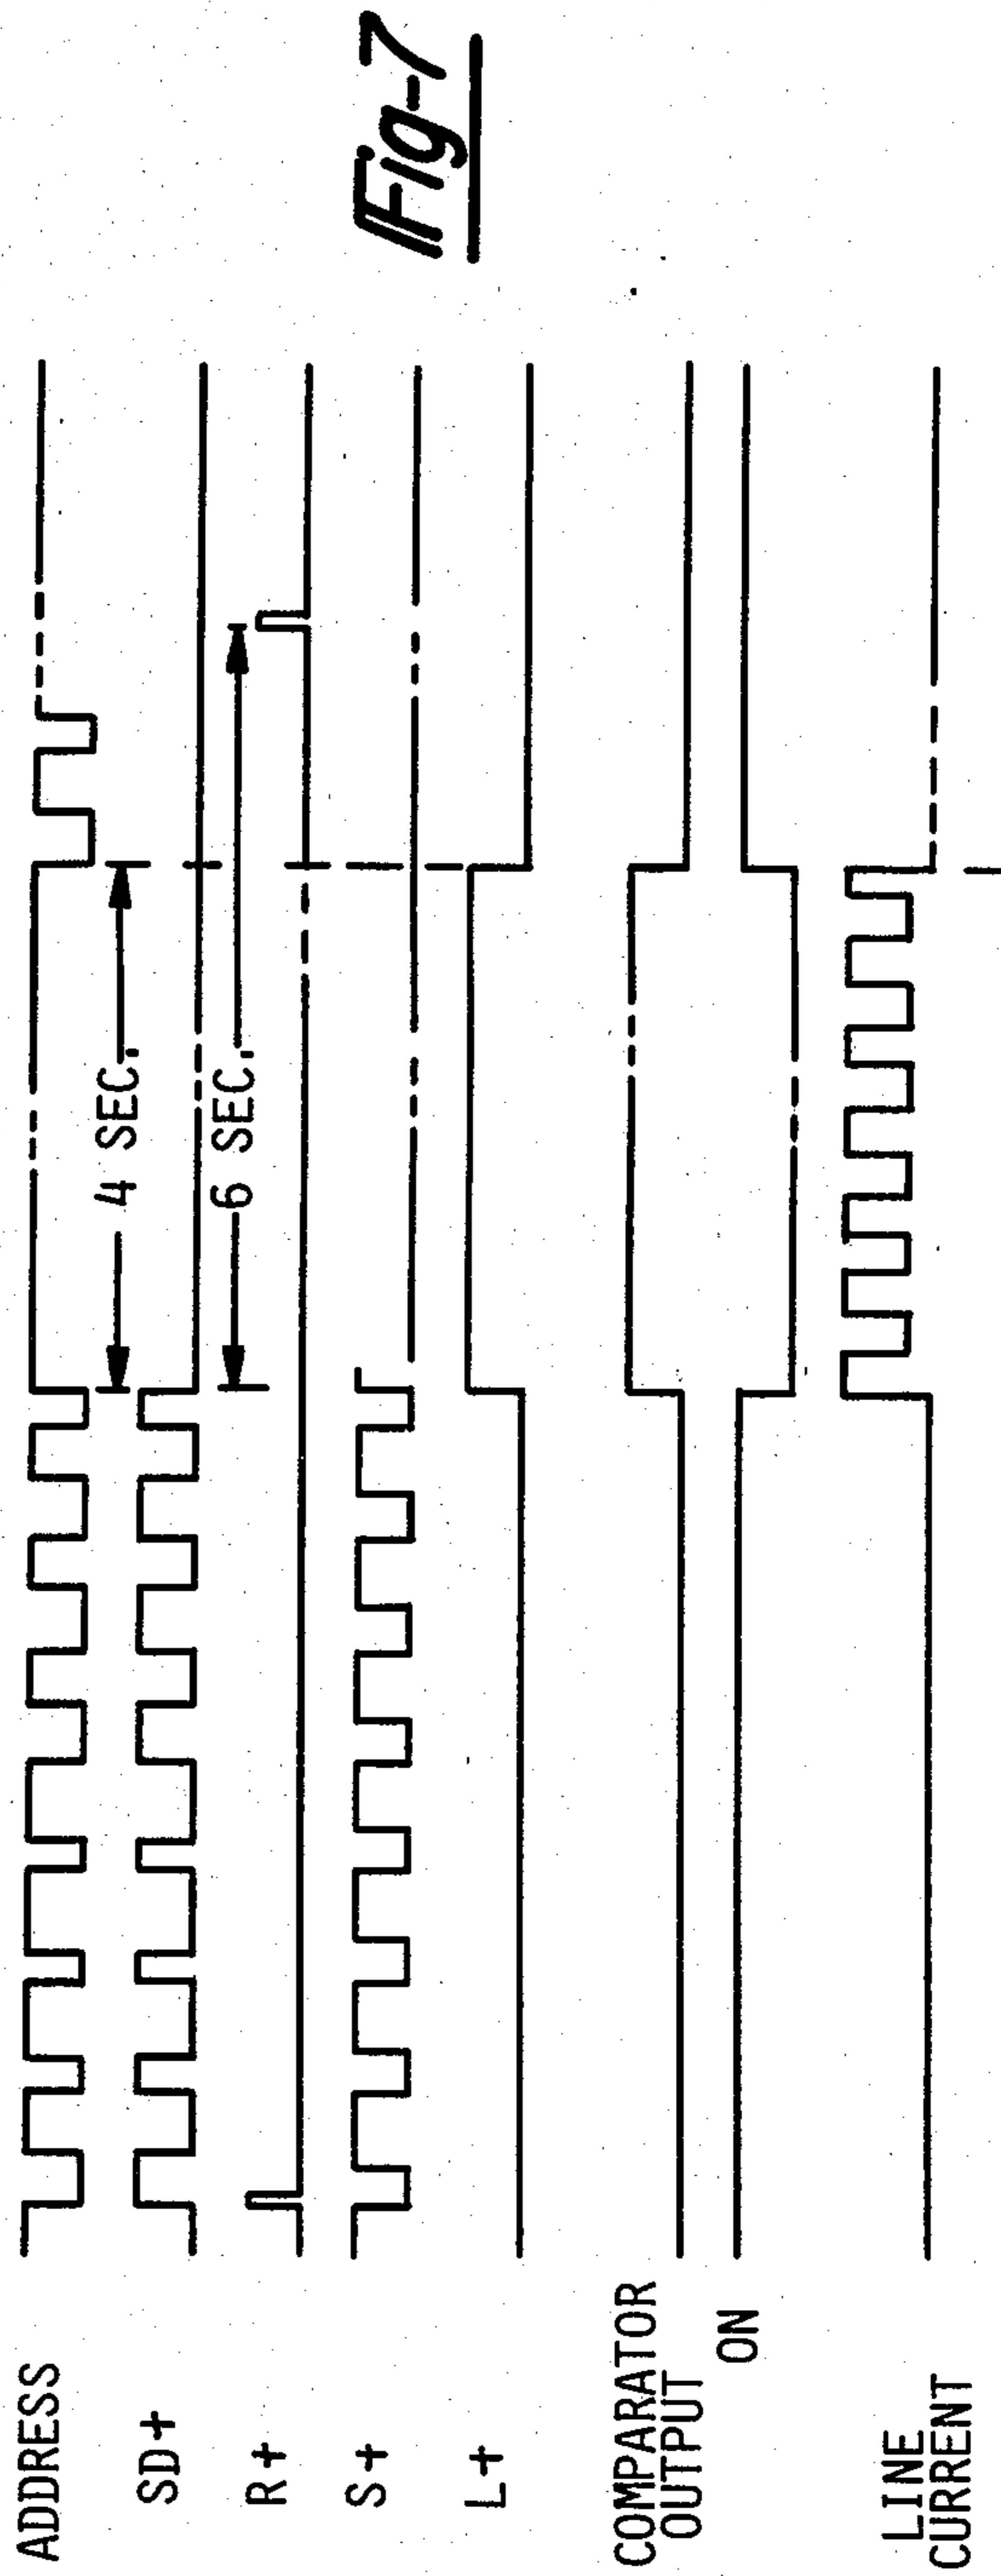 ADDRESS
SD+
R+
S+
L+
COMPARATOR
OUTPUT
ON
LINE
CURRENT
4 SEC.
6 SEC.
Fig-7